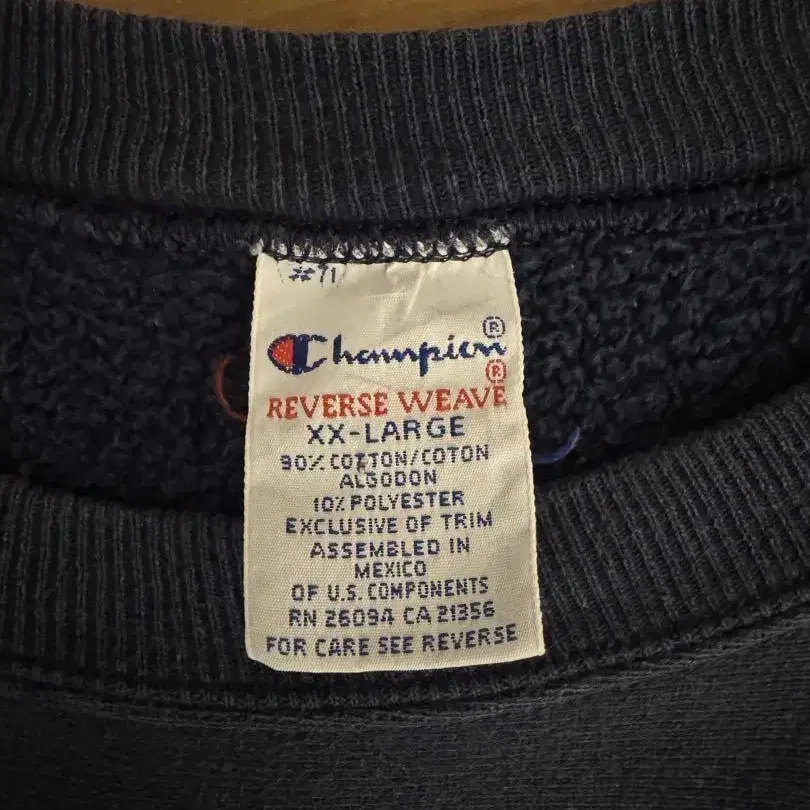 #71
Champion®
®
REVERSE WEAVE
XX-LARGE
90% COTTON/COTON
ALGODON
10% POLYESTER
EXCLUSIVE OF TRIM
ASSEMBLED IN
MEXICO
OF U.S. COMPONENTS
RN 26094 CA 21356
FOR CARE SEE REVERSE